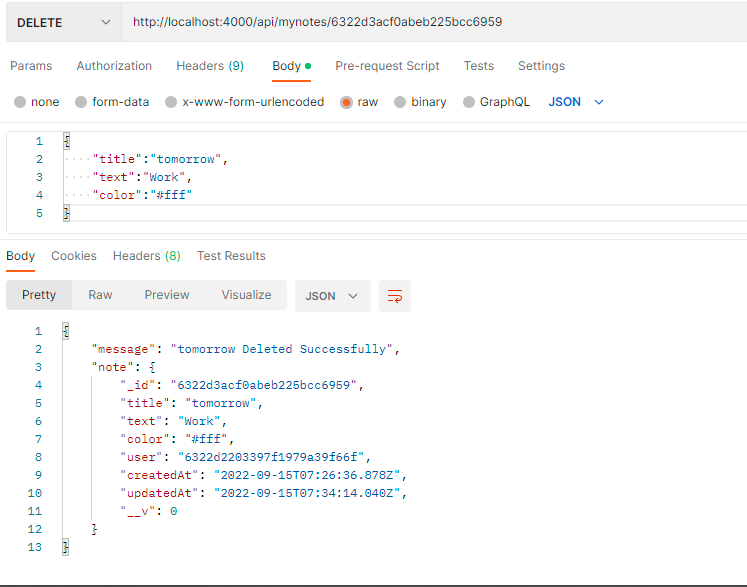 DELETE http://localhost:4000/api/mynotes/6322d3acf0abeb225bcc6959
Params Authorization Headers (9) Body Pre-request Script Tests Settings
none form-data x-www-form-urlencoded raw binary GraphQL JSON
1 {
2 "title":"tomorrow",
3 "text":"Work",
4 "color":"#fff"
5 }
Body Cookies Headers (8) Test Results
Pretty Raw Preview Visualize JSON
1 {
2 "message": "tomorrow Deleted Successfully",
3 "note": {
4 "_id": "6322d3acf0abeb225bcc6959",
5 "title": "tomorrow",
6 "text": "Work",
7 "color": "#fff",
8 "user": "6322d2203397f1979a39f66f",
9 "createdAt": "2022-09-15T07:26:36.878Z",
10 "updatedAt": "2022-09-15T07:34:14.040Z",
11 "__v": 0
12 }
13 }